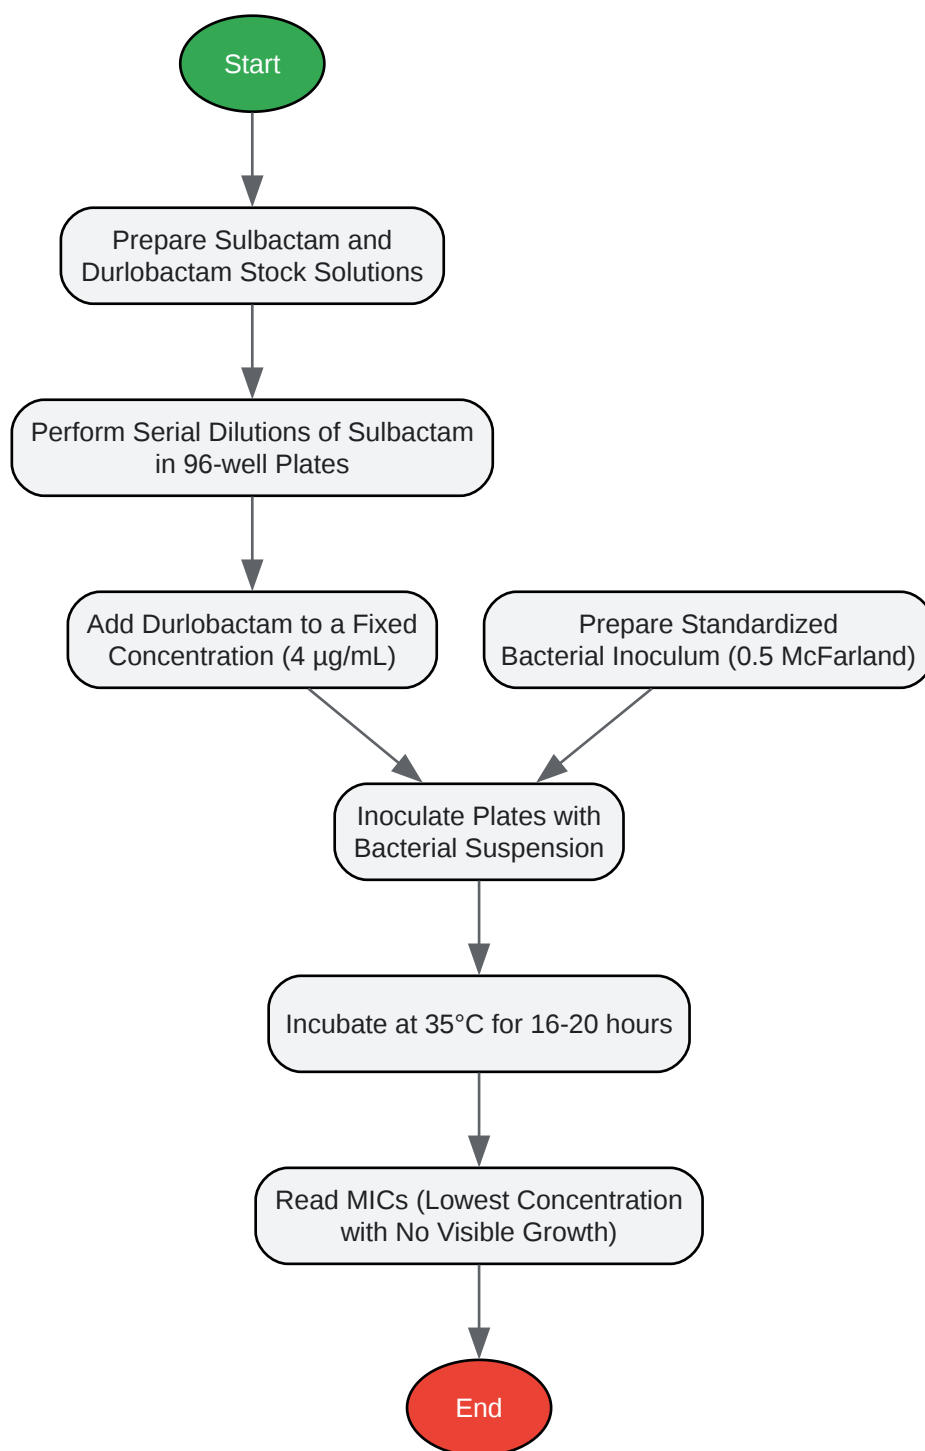 Start
Prepare Sulbactam and
Durlobactam Stock Solutions
Perform Serial Dilutions of Sulbactam
in 96-well Plates
Add Durlobactam to a Fixed
Concentration (4 µg/mL)
Prepare Standardized
Bacterial Inoculum (0.5 McFarland)
Inoculate Plates with
Bacterial Suspension
Incubate at 35°C for 16-20 hours
Read MICs (Lowest Concentration
with No Visible Growth)
End